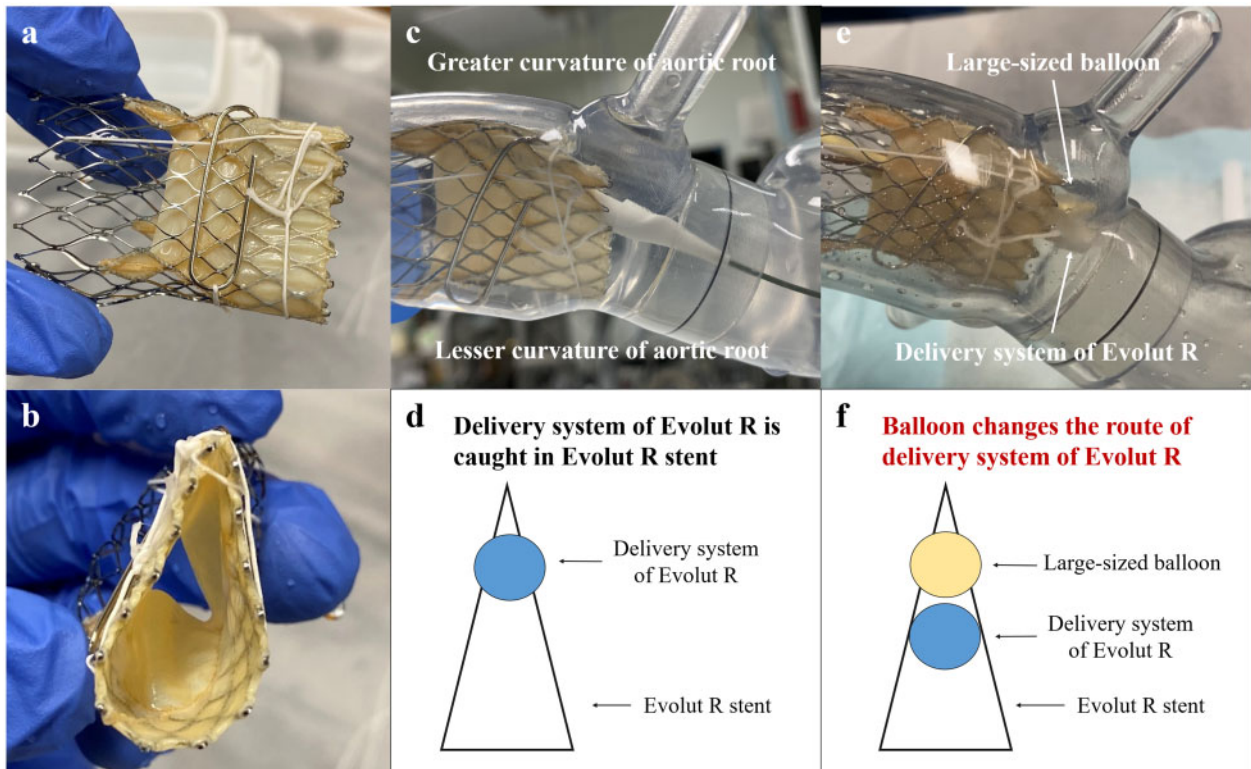 a
c
Greater curvature of aortic root
Lesser curvature of aortic root
e
Large-sized balloon
Delivery system of Evolut R
b
d Delivery system of Evolut R is
caught in Evolut R stent
Delivery system
of Evolut R
Evolut R stent
f Balloon changes the route of
delivery system of Evolut R
Large-sized balloon
Delivery system
of Evolut R
Evolut R stent